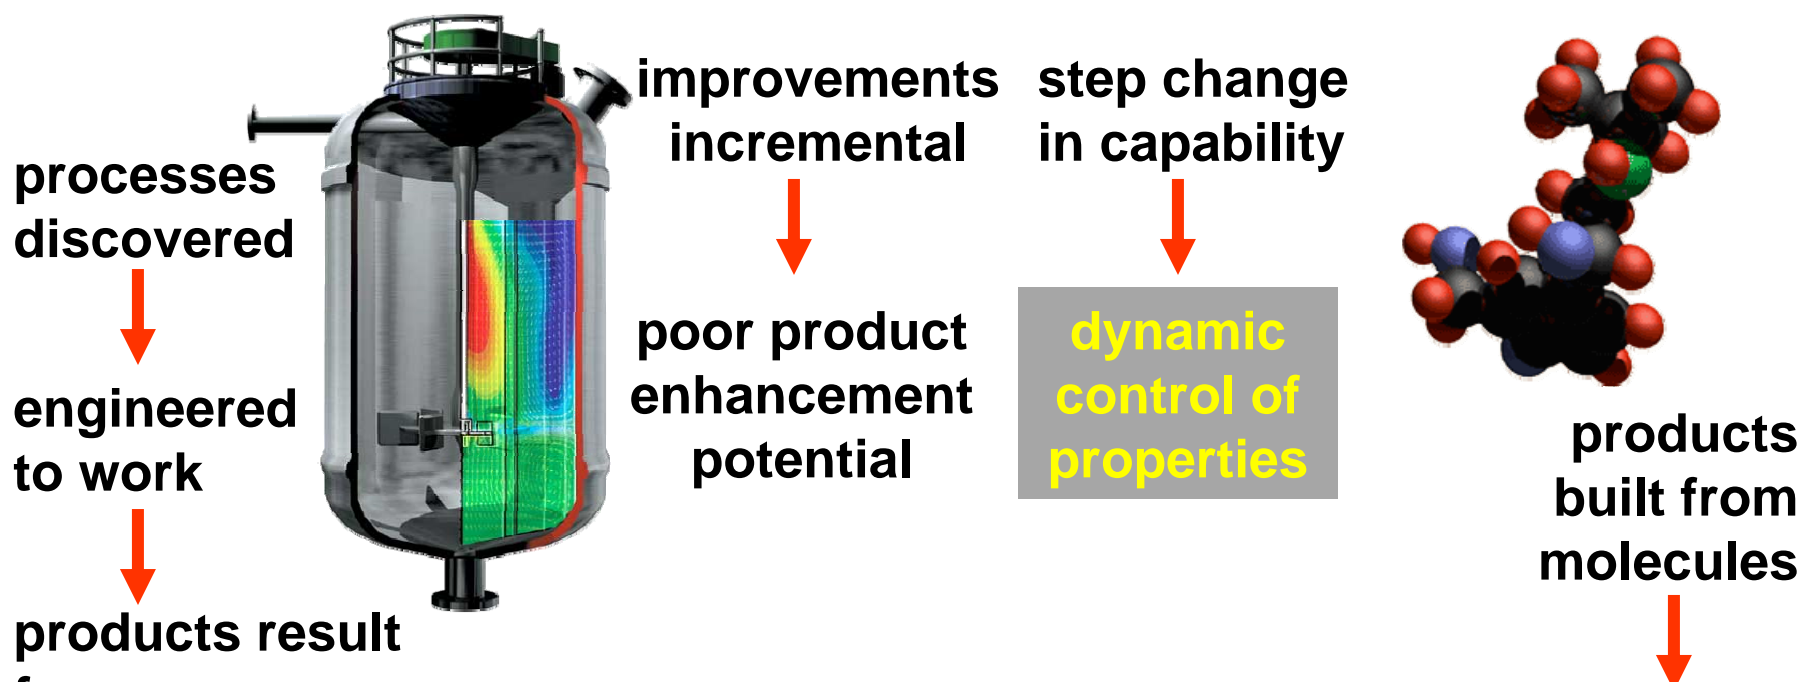 processes
discovered
engineered
to work
products result
improvements
incremental
poor product
enhancement
potential
step change
in capability
dynamic
control of
properties
products
built from
molecules